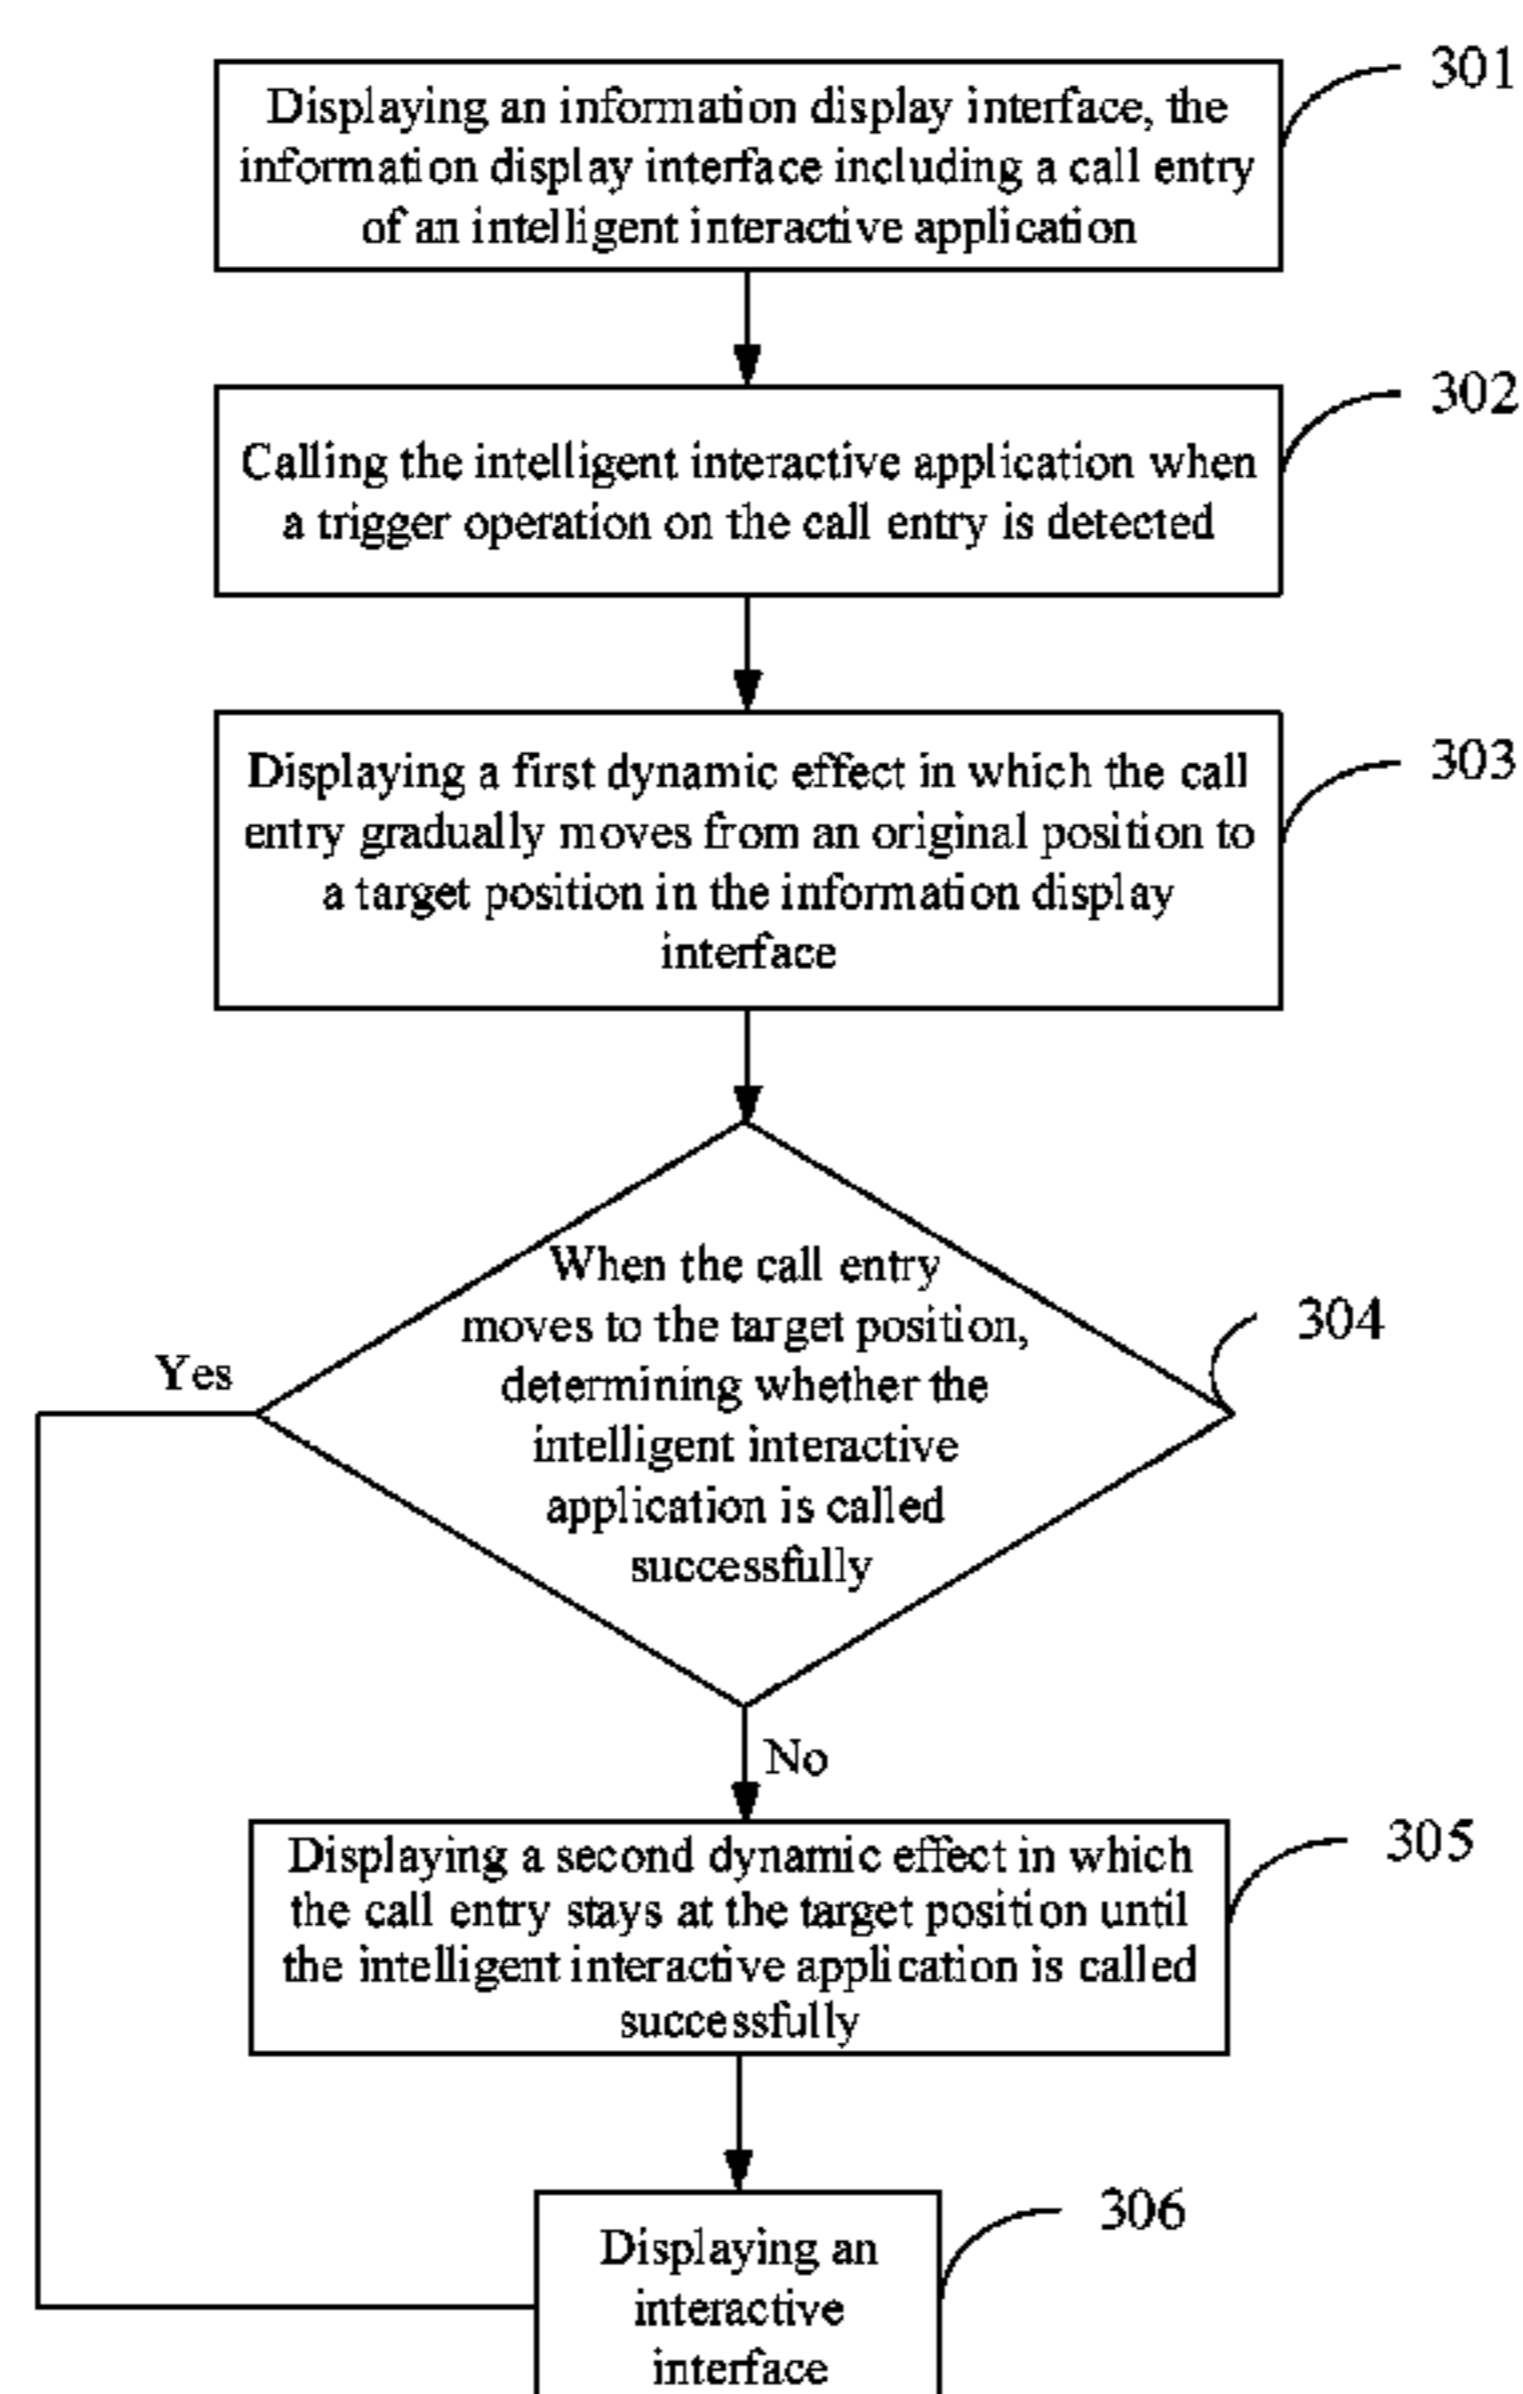 301
Displaying an information display interface, the
information display interface including a call entry
of an intelligent interactive application
302
Calling the intelligent interactive application when
a trigger operation on the call entry is detected
303
Displaying a first dynamic effect in which the call
entry gradually moves from an original position to
a target position in the information display
interface
304
When the call entry
moves to the target position,
determining whether the
intelligent interactive
application is called
successfully
Yes
No
305
Displaying a second dynamic effect in which
the call entry stays at the target position until
the intelligent interactive application is called
successfully
306
Displaying an
interactive
interface